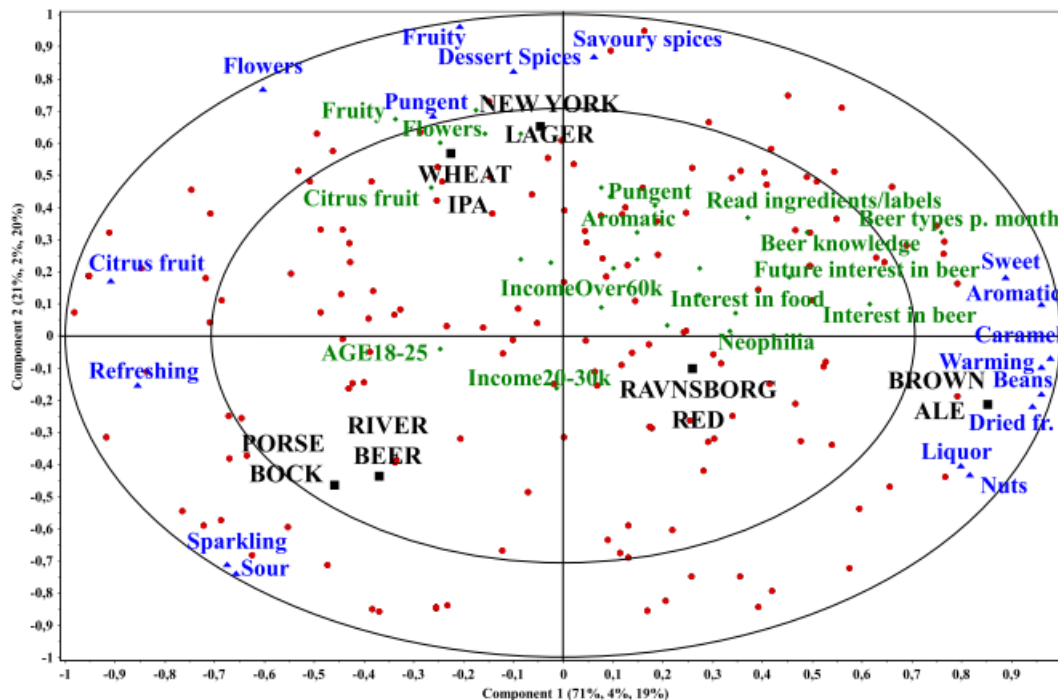 1
0,9
0,8
0,7
0,6
0,5
0,4
0,3
0,2
0,1
0
-0,1
-0,2
-0,3
-0,4
-0,5
-0,6
-0,7
-0,8
-0,9
-1
Component 2 (21%, 2%, 20%)
Fruity
Savoury spices
Dessert Spices
Flowers
Pungent
NEW YORK
LAGER
Fruity
Flowers
WHEAT
IPA
Citrus fruit
Pungent
Aromatic
Read ingredients/labels
Beer types p. month
Beer knowledge
Citrus fruit
Future interest in beer
Sweet
IncomeOver60k
Interest in food
Interest in beer
Aromatic
Neophilia
Caramel
AGE18-25
Refreshing
Income20-30k
Warming
RAVNSBORG
RED
BROWN
ALE
Beans
Dried fr.
PORSE
BOCK
RIVER
BEER
Liquor
Nuts
Sparkling
Sour
-1 -0,9 -0,8 -0,7 -0,6 -0,5 -0,4 -0,3 -0,2 -0,1 0 0,1 0,2 0,3 0,4 0,5 0,6 0,7 0,8 0,9
Component 1 (71%, 4%, 19%)